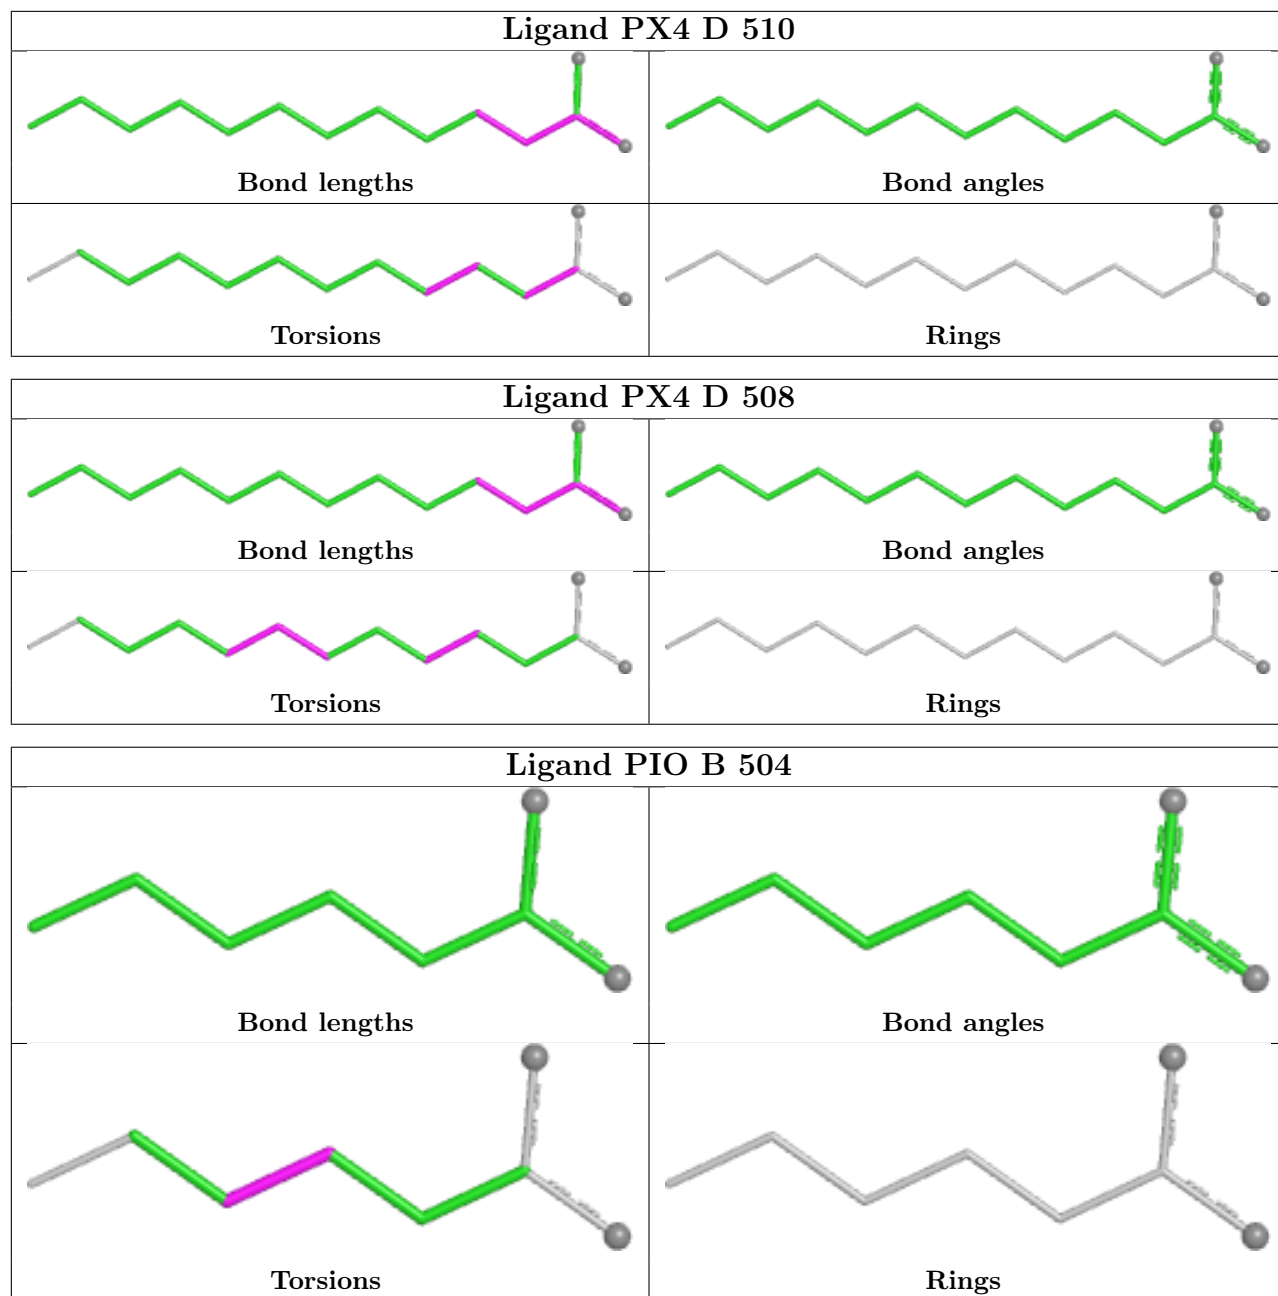 Ligand PX4 D 510
Bond lengths
Bond angles
Torsions
Rings
Ligand PX4 D 508
Bond lengths
Bond angles
Torsions
Rings
Ligand PIO B 504
Bond lengths
Bond angles
Torsions
Rings